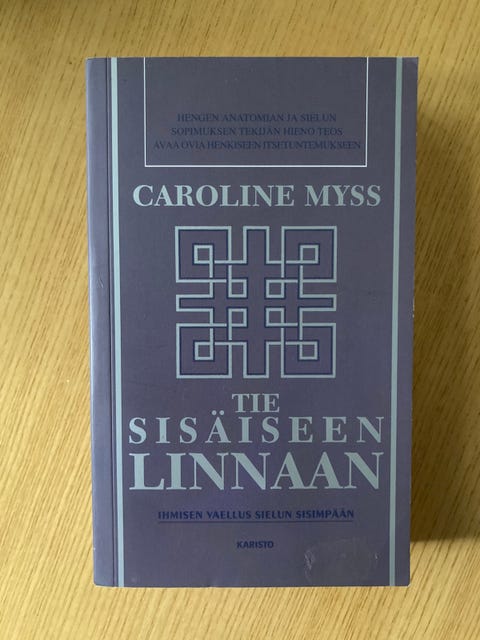 HENGEN ANATOMIAN JA SIELUN
SOPIMUKSEN TEKIJÄN HIENO TEOS
AVAA OVIA HENKISEEN ITSETUNTEMUKSEEN
CAROLINE MYSS
TIE
SISÄISEEN
LINNAAN
IHMISEN VAELLUS SIELUN SISIMPÄÄN
KARISTO